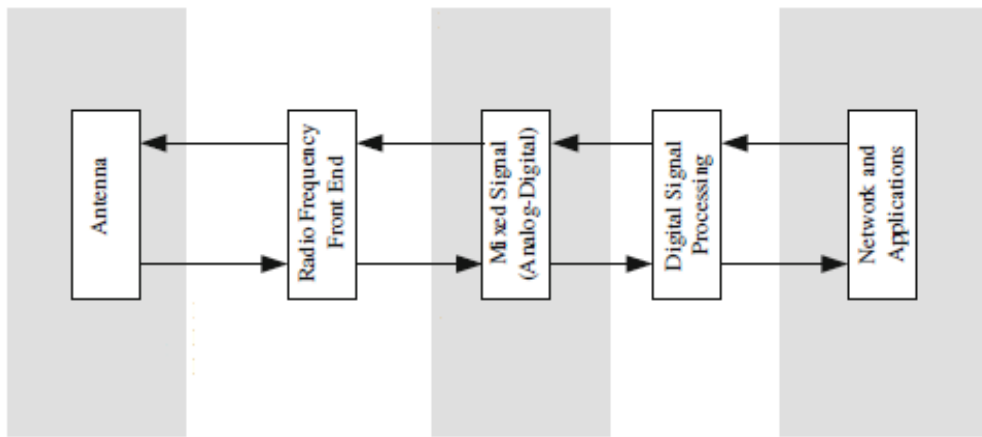 Antenna
Radio Frequency
Front End
Mixed Signal
(Analog-Digital)
Digital Signal
Processing
Network and
Applications